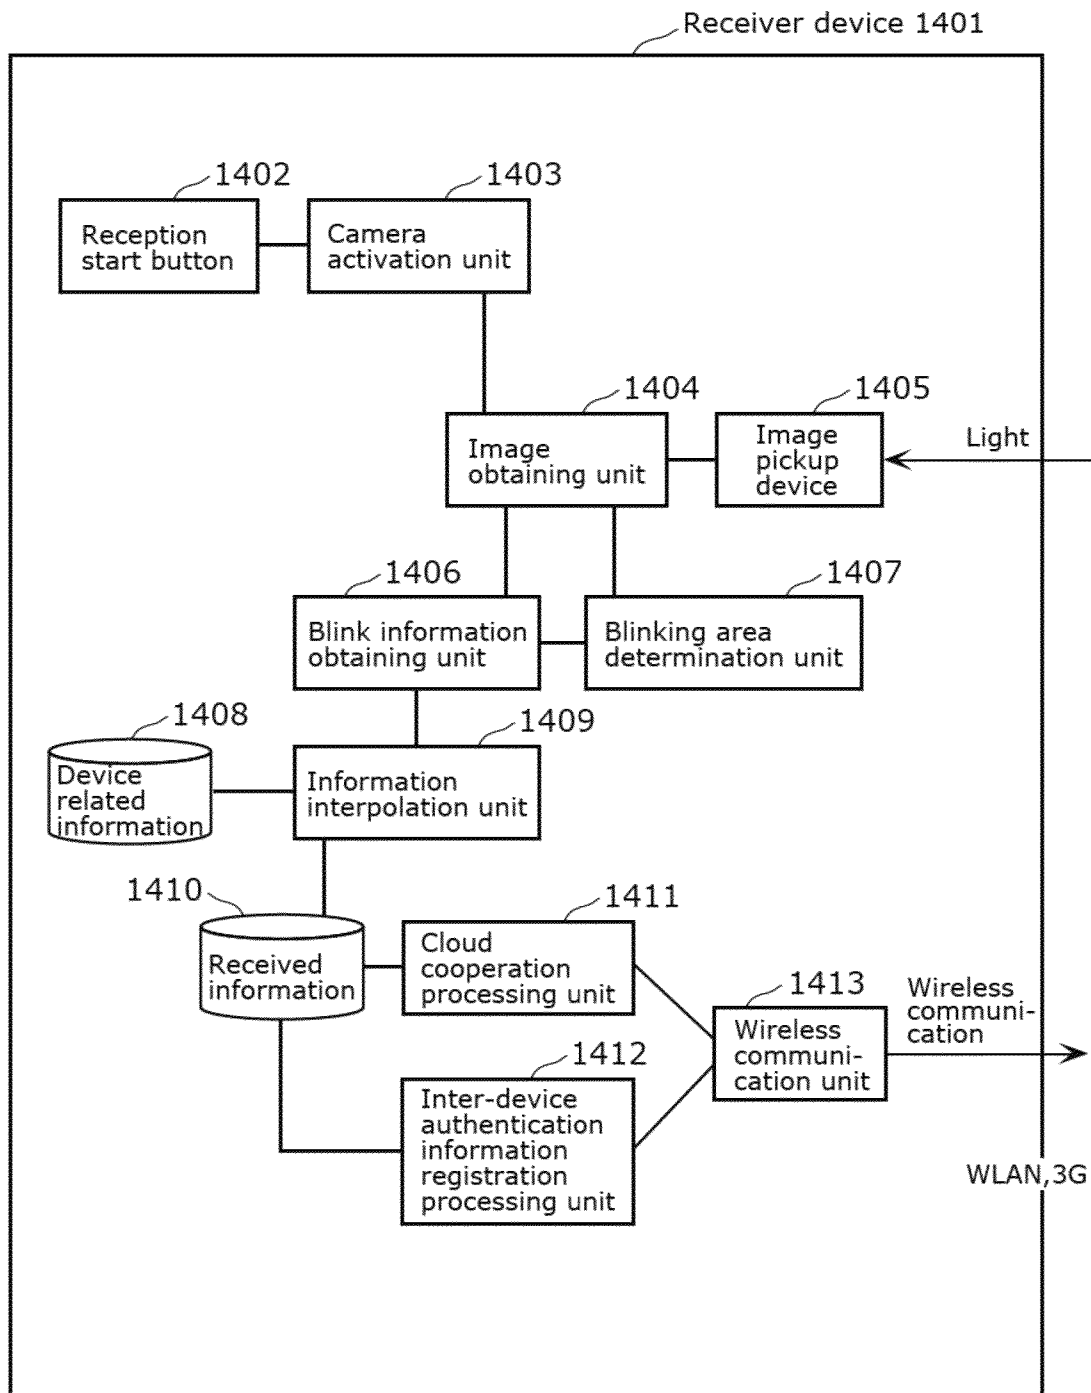 Receiver device 1401
1402
1403
Reception
start button
Camera
activation unit
1404
1405
Image
obtaining unit
Image
pickup
device
Light
1406
1407
Blink information
obtaining unit
Blinking area
determination unit
1408
1409
Device
related
information
Information
interpolation unit
1410
1411
Received
information
Cloud
cooperation
processing unit
1413
Wireless
communi-
cation
Wireless
communi-
cation unit
1412
Inter-device
authentication
information
registration
processing unit
WLAN,3G